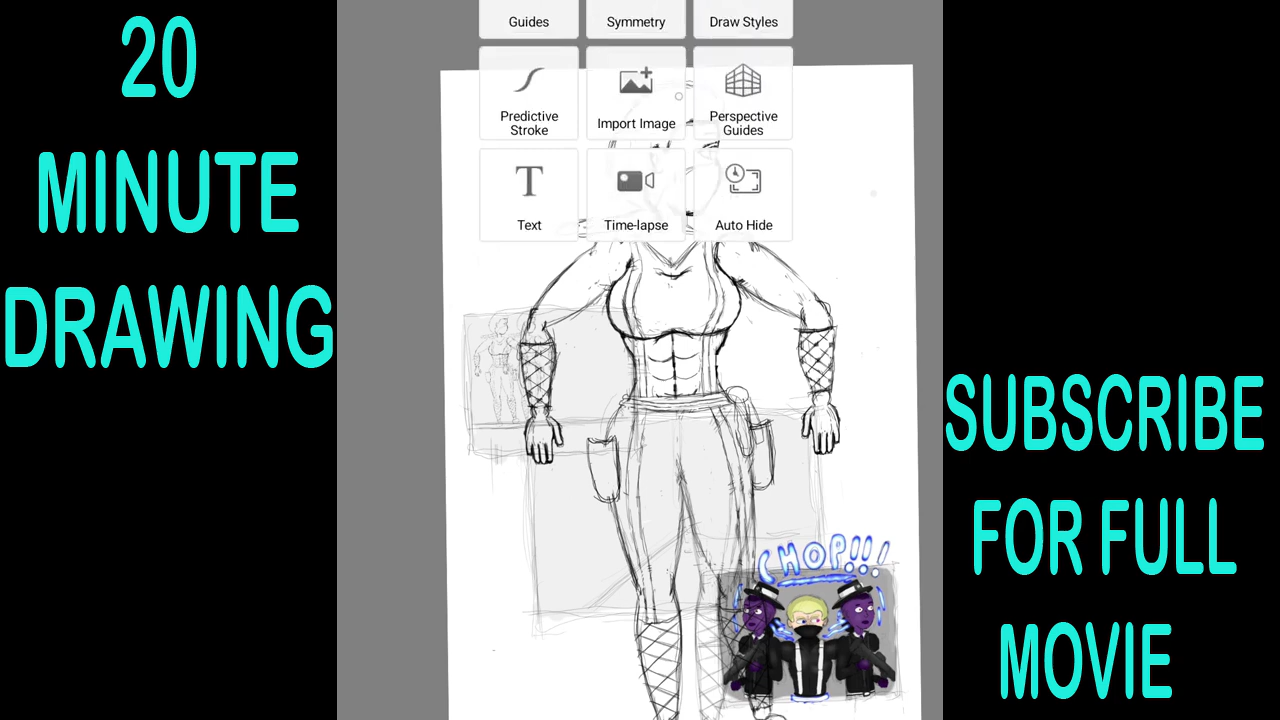 20
MINUTE
DRAWING
Guides
Symmetry
Draw Styles
Predictive
Stroke
Import Image
Perspective
Guides
T
Text
Time-lapse
Auto Hide
CHOP!!!
SUBSCRIBE
FOR FULL
MOVIE